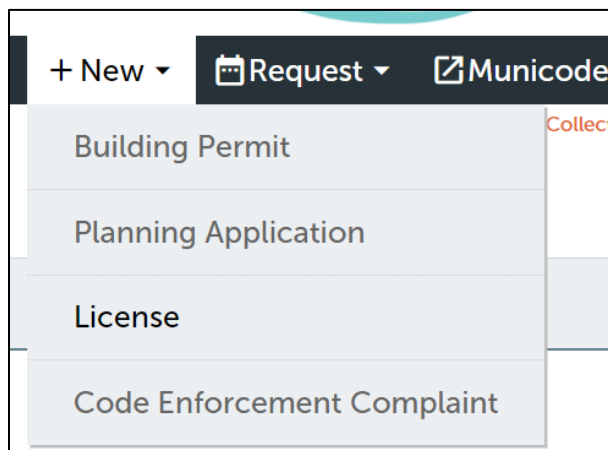 + New Request Municode
Collect
Building Permit
Planning Application
License
Code Enforcement Complaint